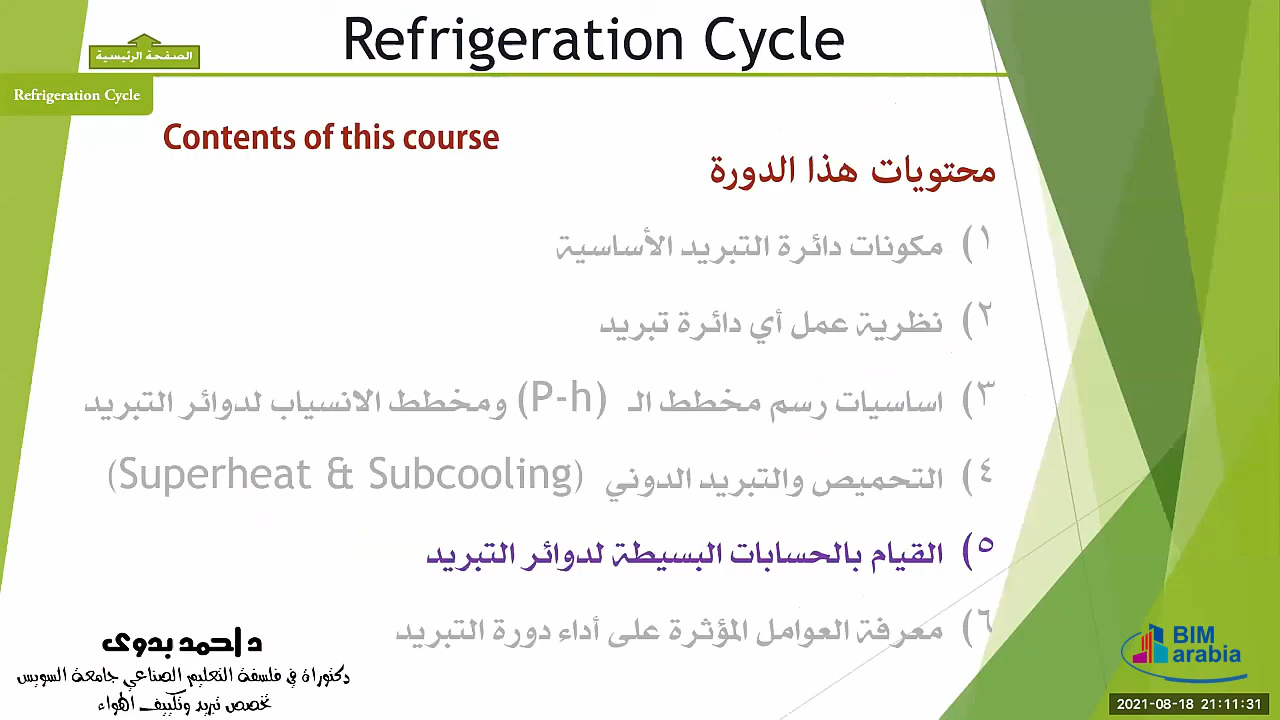 Refrigeration Cycle
الصفحة الرئيسية
Refrigeration Cycle
Contents of this course
محتويات هذا الدورة
١) مكونات دائرة التبريد الأساسية
٢) نظرية عمل أي دائرة تبريد
٣) اساسيات رسم مخطط الـ (P-h) ومخطط الانسياب لدوائر التبريد
٤) التحميص والتبريد الدوني (Superheat & Subcooling)
٥) القيام بالحسابات البسيطة لدوائر التبريد
٦) معرفة العوامل المؤثرة على أداء دورة التبريد
د/احمد بدوى
دكتوراة في فلسفة التعليم الصناعي جامعة السويس
تخصص تبريد وتكييف الهواء
BIM
arabia
2021-08-18 21:11:31